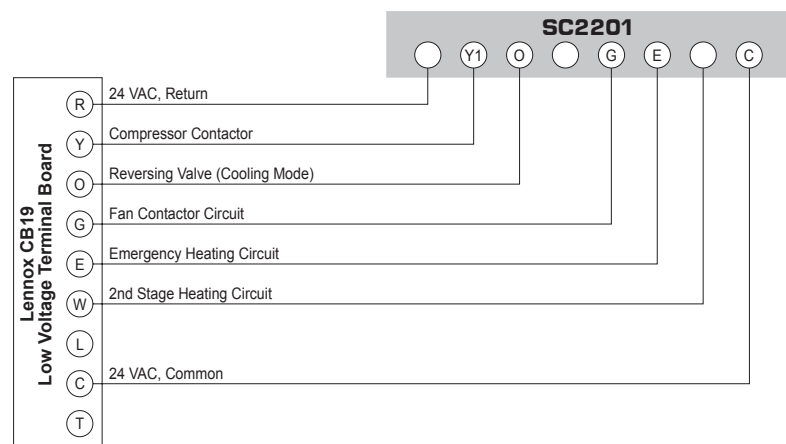 SC2201
Y1 O G E C
Lennox CB19
Low Voltage Terminal Board
R 24 VAC, Return
Y Compressor Contactor
O Reversing Valve (Cooling Mode)
G Fan Contactor Circuit
E Emergency Heating Circuit
W 2nd Stage Heating Circuit
L
C 24 VAC, Common
T